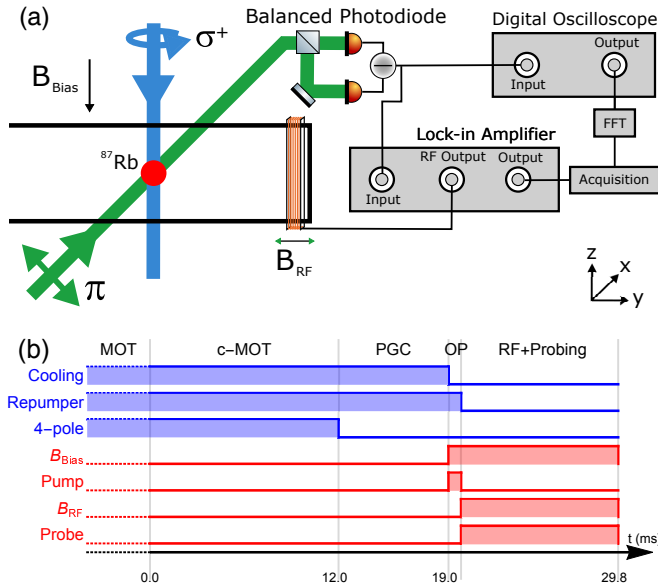 (a)
σ⁺
Balanced Photodiode
Digital Oscilloscope
Output
Input
B_Bias
FFT
Lock-in Amplifier
RF Output
Output
Input
Acquisition
⁸⁷Rb
B_RF
π
z
x
y
(b)
MOT
c-MOT
PGC
OP
RF+Probing
Cooling
Repumper
4-pole
B_Bias
Pump
B_RF
Probe
t (ms
0.0
12.0
19.0
29.8